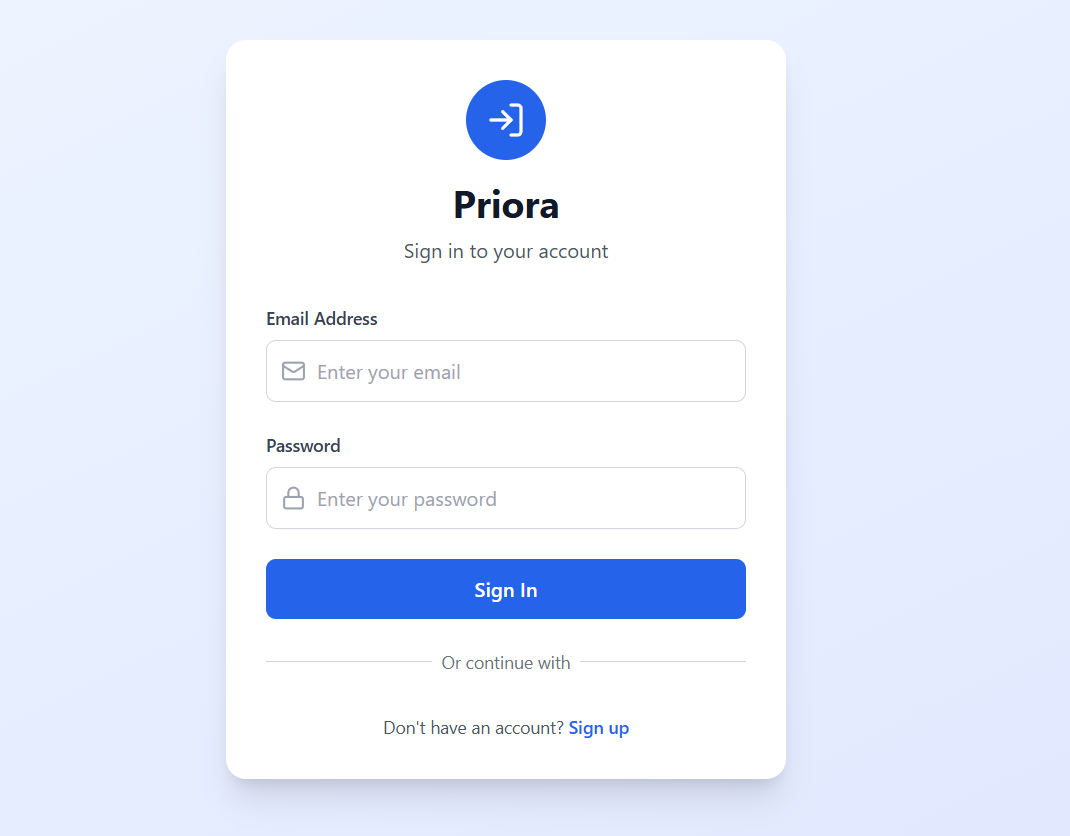 Priora
Sign in to your account
Email Address
Enter your email
Password
Enter your password
Sign In
Or continue with
Don't have an account? Sign up